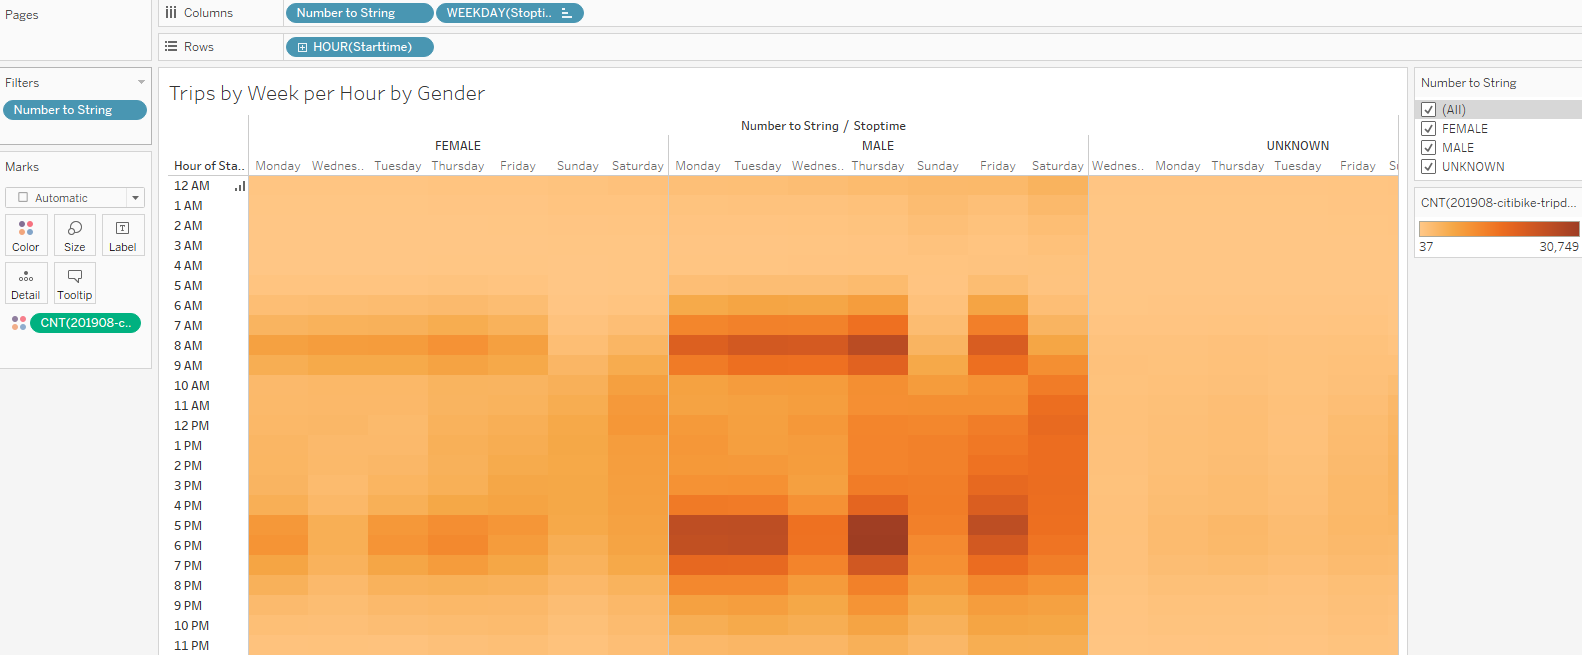 Pages
Columns
Number to String
WEEKDAY(Stopti..
Rows
HOUR(Starttime)
Filters
Number to String
Marks
Automatic
Color Size Label
Detail Tooltip
CNT(201908-c..
Trips by Week per Hour by Gender
Number to String / Stoptime
FEMALE MALE UNKNOWN
Hour of Sta.. Monday Wednes.. Tuesday Thursday Friday Sunday Saturday Monday Tuesday Wednes.. Thursday Sunday Friday Saturday Wednes.. Monday Thursday Tuesday Friday
12 AM
1 AM
2 AM
3 AM
4 AM
5 AM
6 AM
7 AM
8 AM
9 AM
10 AM
11 AM
12 PM
1 PM
2 PM
3 PM
4 PM
5 PM
6 PM
7 PM
8 PM
9 PM
10 PM
11 PM
Number to String
(All)
FEMALE
MALE
UNKNOWN
CNT(201908-citibike-tripd...
37 30,749